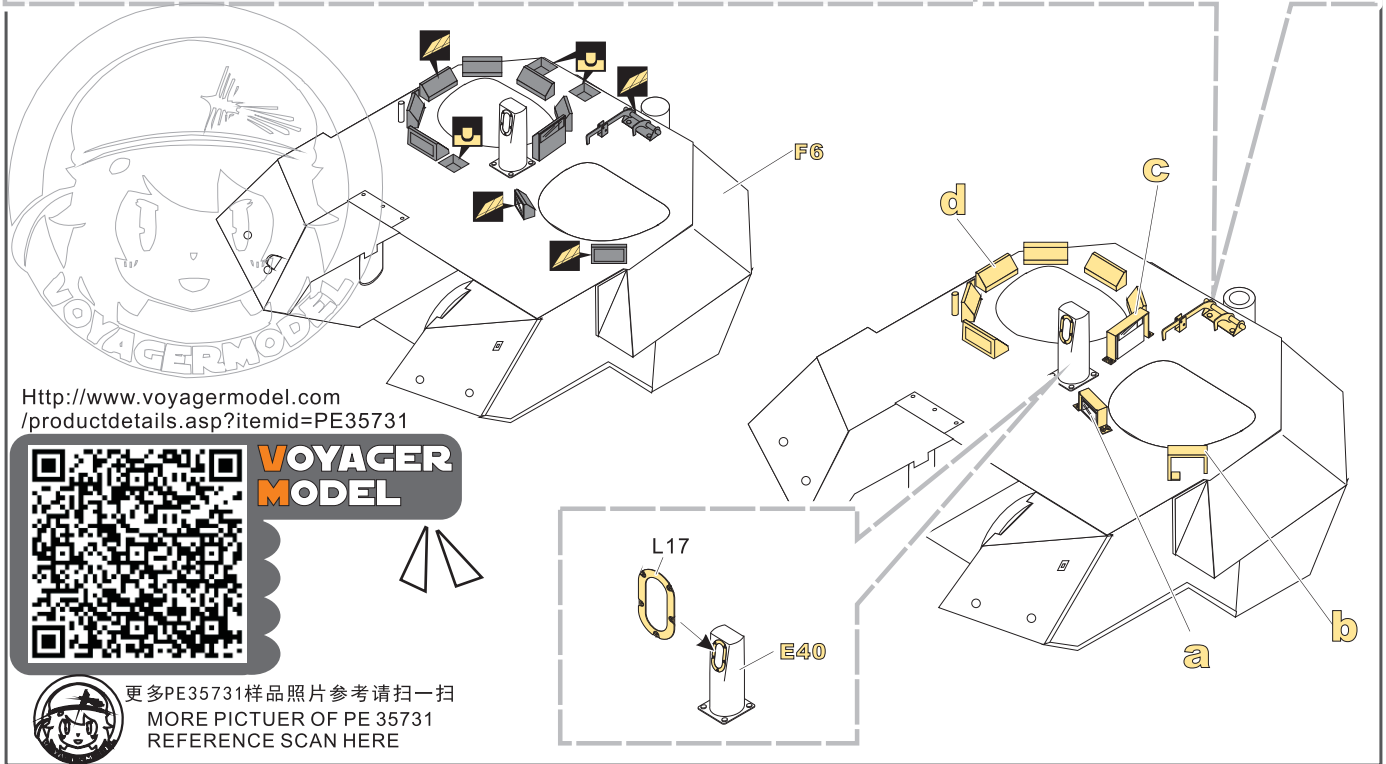 F6
c
d
VOYAGERMODEL
Http://www.voyagermodel.com
/productdetails.asp?itemid=PE35731
VOYAGER
MODEL
L17
E40
b
a
更多PE35731样品照片参考请扫一扫
MORE PICTUER OF PE 35731
REFERENCE SCAN HERE